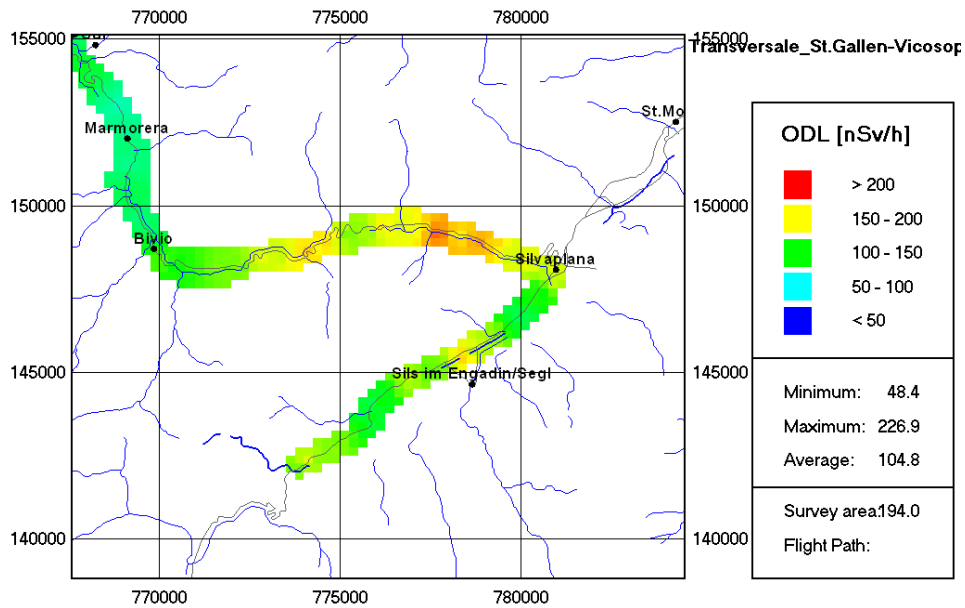 770000 775000 780000
155000 155000
Transversale_St.Gallen-Vicosop
St.Mo
Marmorera
150000 150000
Bivio
Silvaplana
145000 145000
Sils im Engadin/Segl
140000 140000
770000 775000 780000
ODL [nSv/h]
> 200
150 - 200
100 - 150
50 - 100
< 50
Minimum: 48.4
Maximum: 226.9
Average: 104.8
Survey area:194.0
Flight Path: